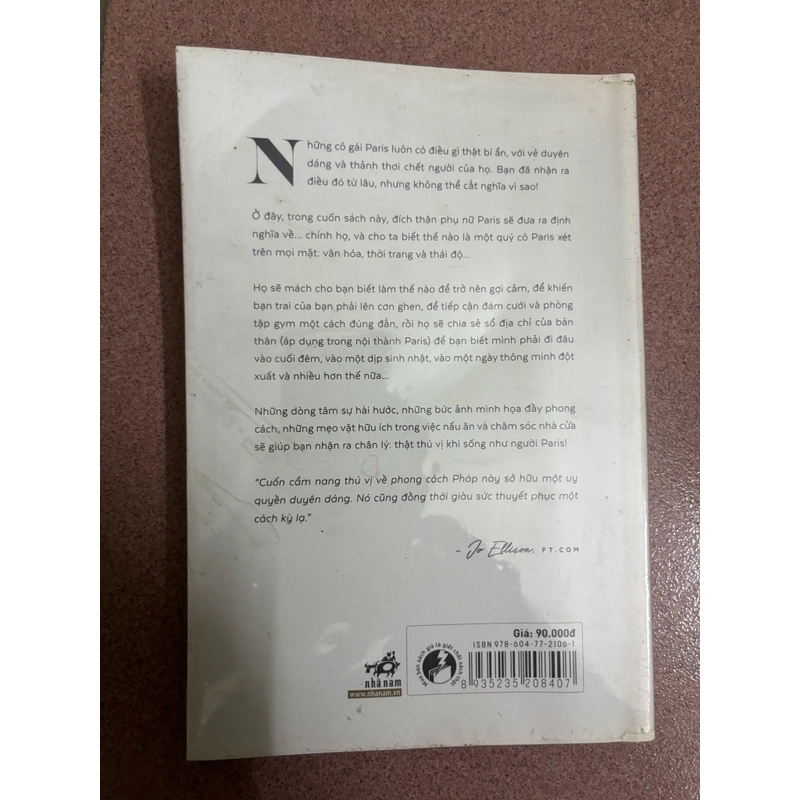 Những cô gái Paris luôn có điều gì thật bí ẩn, với vẻ duyên
dáng và thảnh thơi chết người của họ. Bạn đã nhận ra
điều đó từ lâu, nhưng không thể cắt nghĩa vì sao!
Ở đây, trong cuốn sách này, đích thân phụ nữ Paris sẽ đưa ra định
nghĩa về... chính họ, và cho ta biết thế nào là một quý cô Paris xét
trên mọi mặt: văn hóa, thời trang và thái độ...
Họ sẽ mách cho bạn biết làm thế nào để trở nên gợi cảm, để khiến
bạn trai của bạn phải lên cơn ghen, để tiếp cận đám cưới và phòng
tập gym một cách đúng đắn, rồi họ sẽ chia sẻ sổ địa chỉ của bản
thân (áp dụng trong nội thành Paris) để bạn biết mình phải đi đâu
vào cuối đêm, vào một dịp sinh nhật, vào một ngày thông minh đột
xuất và nhiều hơn thế nữa...
Những dòng tâm sự hài hước, những bức ảnh minh họa đầy phong
cách, những mẹo vặt hữu ích trong việc nấu ăn và chăm sóc nhà cửa
sẽ giúp bạn nhận ra chân lý: thật thú vị khi sống như người Paris!
"Cuốn cẩm nang thú vị về phong cách Pháp này sở hữu một uy
quyền duyên dáng. Nó cũng đồng thời giàu sức thuyết phục một
cách kỳ lạ."
– Jo Ellison, FT.COM
nhã nam
www.nhanam.vn
Mua bán sách giả là giết chết sách thật
Giá: 90.000đ
ISBN 978-604-77-2106-1
8 935235 208407